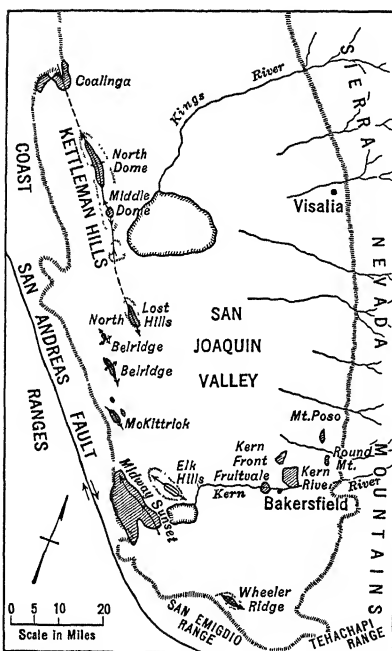 Coalinga
Kings River
SIERRA
COAST
KETTLEMAN HILLS
North
Dome
Middle
Dome
Visalia
NEVADA
SAN ANDREAS FAULT
Lost
Hills
North
Belridge
Belridge
SAN
JOAQUIN
VALLEY
RANGES
McKittrick
Mt. Poso
MOUNTAINS
Round
Mt.
Kern
Front
Fruitvale
Kern
River
Elk
Hills
Midway Sunset
Kern
River
Bakersfield
Wheeler
Ridge
SAN EMIGDIO
RANGE
TEHACHAPI
RANGE
0 10 20
Scale in Miles